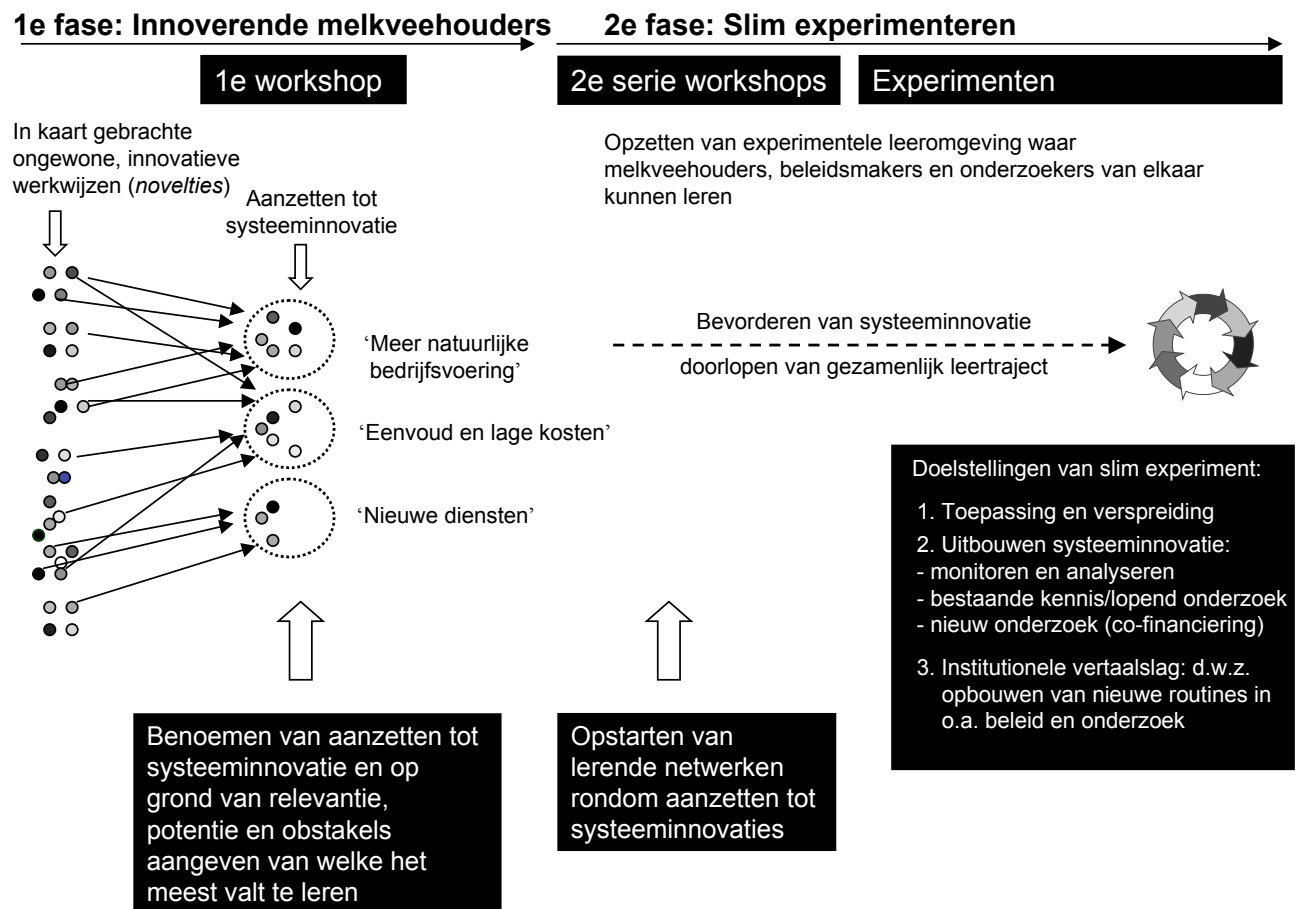 1e fase: Innoverende melkveehouders
2e fase: Slim experimenteren
1e workshop
2e serie workshops
Experimenten
In kaart gebrachte
ongewone, innovatieve
werkwijzen (novelties)
Aanzetten tot
systeeminnovatie
Opzetten van experimentele leeromgeving waar
melkveehouders, beleidsmakers en onderzoekers van elkaar
kunnen leren
‘Meer natuurlijke
bedrijfsvoering’
‘Eenvoud en lage kosten’
‘Nieuwe diensten’
Bevorderen van systeeminnovatie
doorlopen van gezamenlijk leertraject
Doelstellingen van slim experiment:
1. Toepassing en verspreiding
2. Uitbouwen systeeminnovatie:
- monitoren en analyseren
- bestaande kennis/lopend onderzoek
- nieuw onderzoek (co-financiering)
3. Institutionele vertaalslag: d.w.z.
opbouwen van nieuwe routines in
o.a. beleid en onderzoek
Benoemen van aanzetten tot
systeeminnovatie en op
grond van relevantie,
potentie en obstakels
aangeven van welke het
meest valt te leren
Opstarten van
lerende netwerken
rondom aanzetten tot
systeeminnovaties